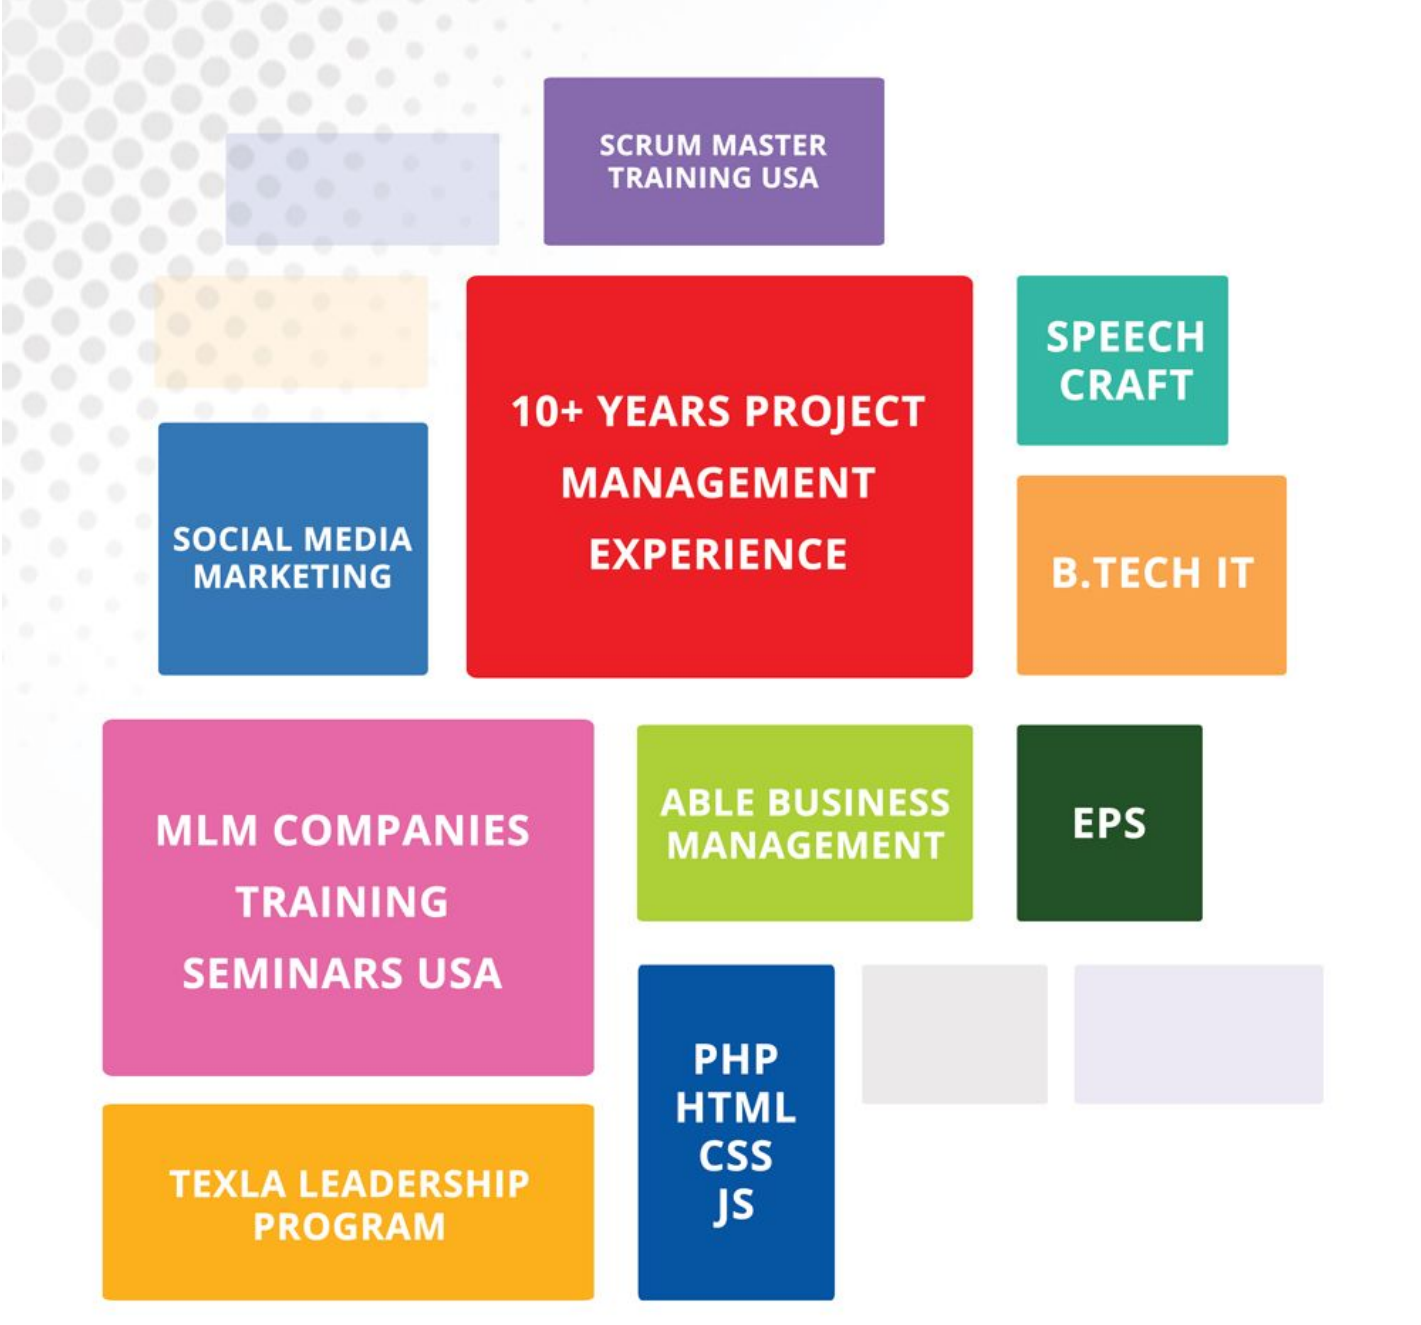 SCRUM MASTER
TRAINING USA
10+ YEARS PROJECT
MANAGEMENT
EXPERIENCE
SPEECH
CRAFT
SOCIAL MEDIA
MARKETING
B.TECH IT
MLM COMPANIES
TRAINING
SEMINARS USA
ABLE BUSINESS
MANAGEMENT
EPS
PHP
HTML
CSS
JS
TEXLA LEADERSHIP
PROGRAM